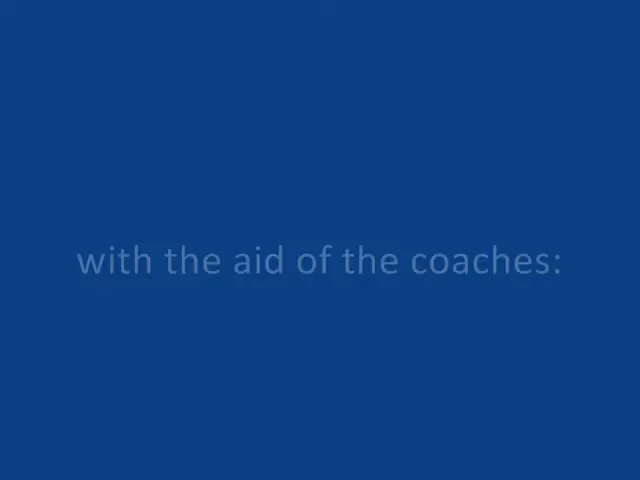 with the aid of the coaches: